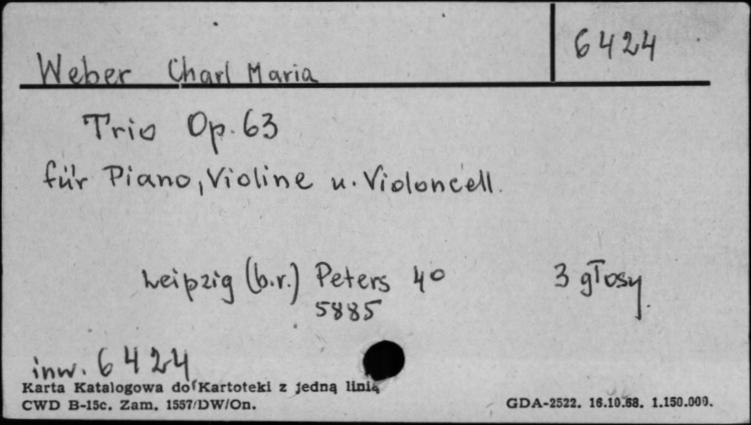 6424
Weber Charl Maria
Trio Op. 63
für Piano, Violine u. Violoncell.
Leipzig (b.r.) Peters 4°
3 głosy
5885
inw. 6424
Karta Katalogowa do Kartoteki z jedną linią
CWD B-15c. Zam. 1557/DW/On.
GDA-2522. 16.10.68. 1.150.000.